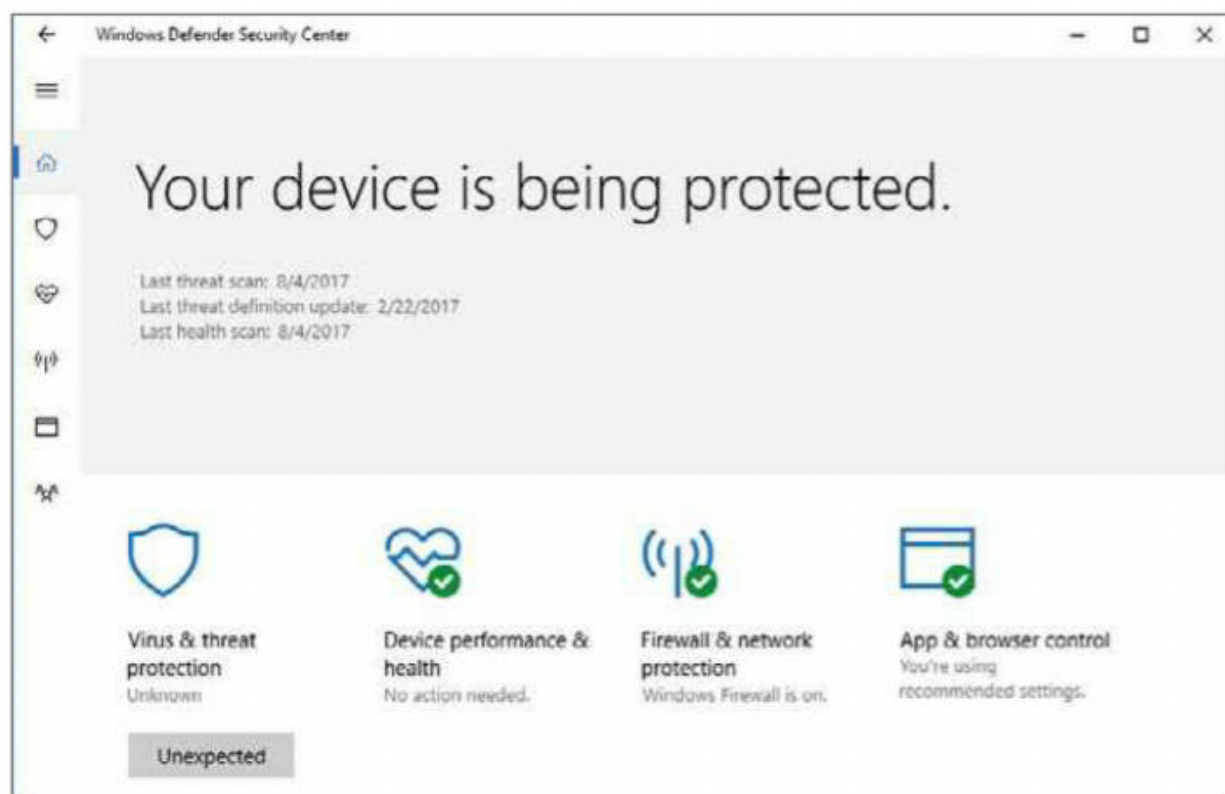 Windows Defender Security Center
Your device is being protected.
Last threat scan: 8/4/2017
Last threat definition update: 2/22/2017
Last health scan: 8/4/2017
Virus & threat
protection
Unknown
Unexpected
Device performance &
health
No action needed.
Firewall & network
protection
Windows Firewall is on.
App & browser control
You're using
recommended settings.